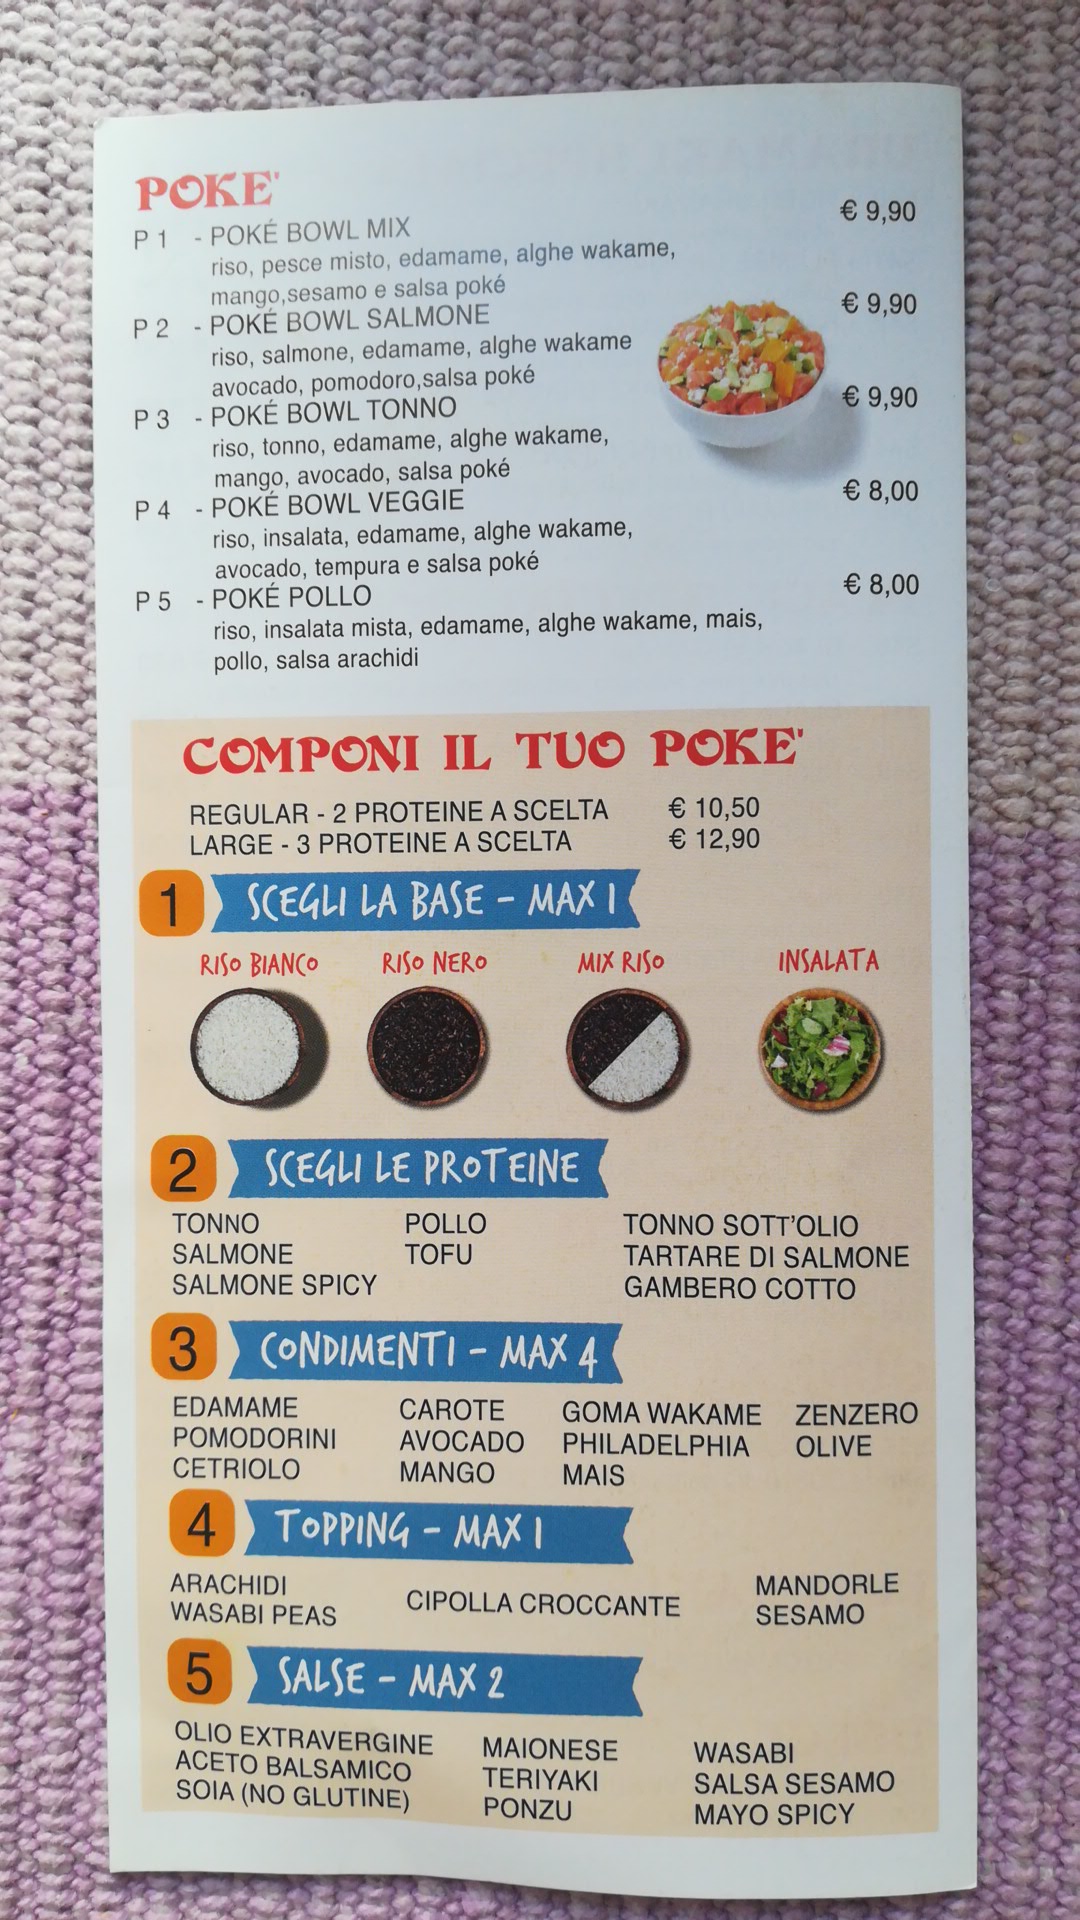 POKE'
P 1 - POKÉ BOWL MIX € 9,90
riso, pesce misto, edamame, alghe wakame,
mango,sesamo e salsa poké
P 2 - POKÉ BOWL SALMONE € 9,90
riso, salmone, edamame, alghe wakame
avocado, pomodoro,salsa poké
P 3 - POKÉ BOWL TONNO € 9,90
riso, tonno, edamame, alghe wakame,
mango, avocado, salsa poké
P 4 - POKÉ BOWL VEGGIE € 8,00
riso, insalata, edamame, alghe wakame,
avocado, tempura e salsa poké
P 5 - POKÉ POLLO € 8,00
riso, insalata mista, edamame, alghe wakame, mais,
pollo, salsa arachidi
COMPONI IL TUO POKE'
REGULAR - 2 PROTEINE A SCELTA € 10,50
LARGE - 3 PROTEINE A SCELTA € 12,90
1 SCEGLI LA BASE - MAX 1
RISO BIANCO RISO NERO MIX RISO INSALATA
2 SCEGLI LE PROTEINE
TONNO POLLO TONNO SOTT'OLIO
SALMONE TOFU TARTARE DI SALMONE
SALMONE SPICY GAMBERO COTTO
3 CONDIMENTI - MAX 4
EDAMAME CAROTE GOMA WAKAME ZENZERO
POMODORINI AVOCADO PHILADELPHIA OLIVE
CETRIOLO MANGO MAIS
4 TOPPING - MAX 1
ARACHIDI CIPOLLA CROCCANTE MANDORLE
WASABI PEAS SESAMO
5 SALSE - MAX 2
OLIO EXTRAVERGINE MAIONESE WASABI
ACETO BALSAMICO TERIYAKI SALSA SESAMO
SOIA (NO GLUTINE) PONZU MAYO SPICY